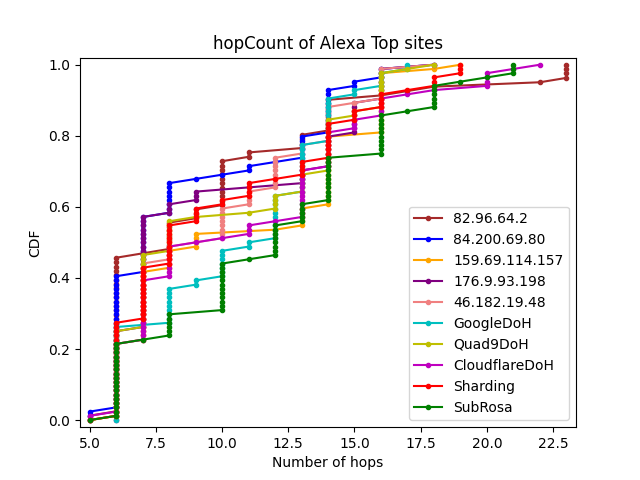 hopCount of Alexa Top sites
CDF
1.0
0.8
0.6
0.4
0.2
0.0
82.96.64.2
84.200.69.80
159.69.114.157
176.9.93.198
46.182.19.48
GoogleDoH
Quad9DoH
CloudflareDoH
Sharding
SubRosa
5.0 7.5 10.0 12.5 15.0 17.5 20.0 22.5
Number of hops